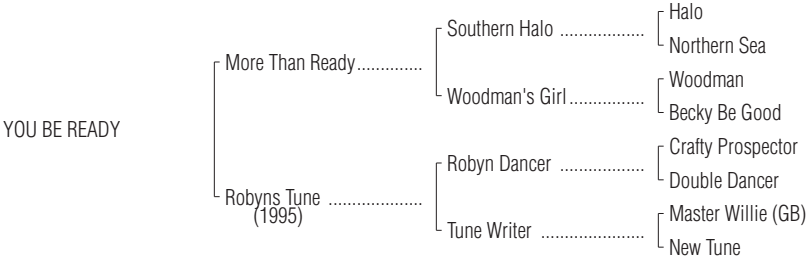 Halo
Southern Halo ..................
Northern Sea
More Than Ready..............
Woodman
Woodman's Girl................
Becky Be Good
YOU BE READY
Crafty Prospector
Robyn Dancer ..................
Double Dancer
Robyns Tune ....................
(1995)
Master Willie (GB)
Tune Writer ......................
New Tune